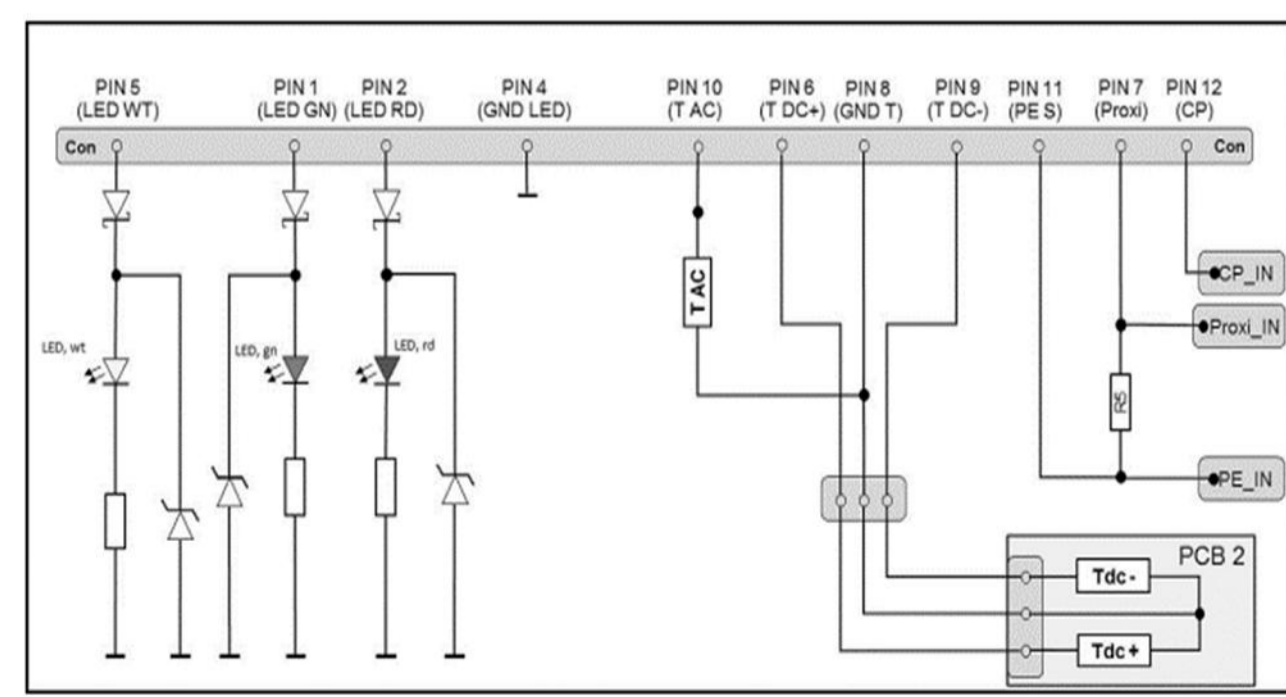 PIN 5
(LED WT)
PIN 1
(LED GN)
PIN 2
(LED RD)
PIN 4
(GND LED)
PIN 10
(T AC)
PIN 6
(T DC+)
PIN 8
(GND T)
PIN 9
(T DC-)
PIN 11
(PE S)
PIN 7
(Proxi)
PIN 12
(CP)
Con
Con
T AC
CP_IN
Proxi_IN
LED, wt
LED, gn
LED, rd
PE_IN
PCB 2
Tdc -
Tdc +